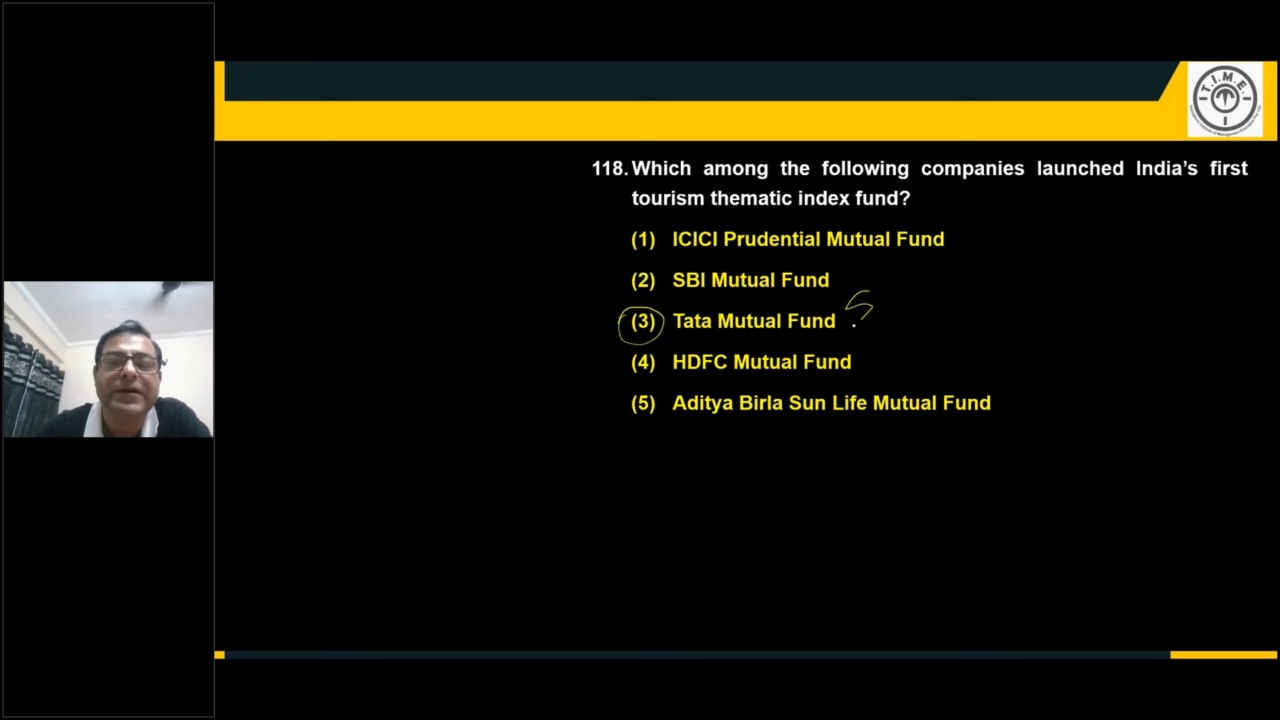 T.I.M.E.
118. Which among the following companies launched India's first
tourism thematic index fund?
(1) ICICI Prudential Mutual Fund
(2) SBI Mutual Fund
(3) Tata Mutual Fund
(4) HDFC Mutual Fund
(5) Aditya Birla Sun Life Mutual Fund